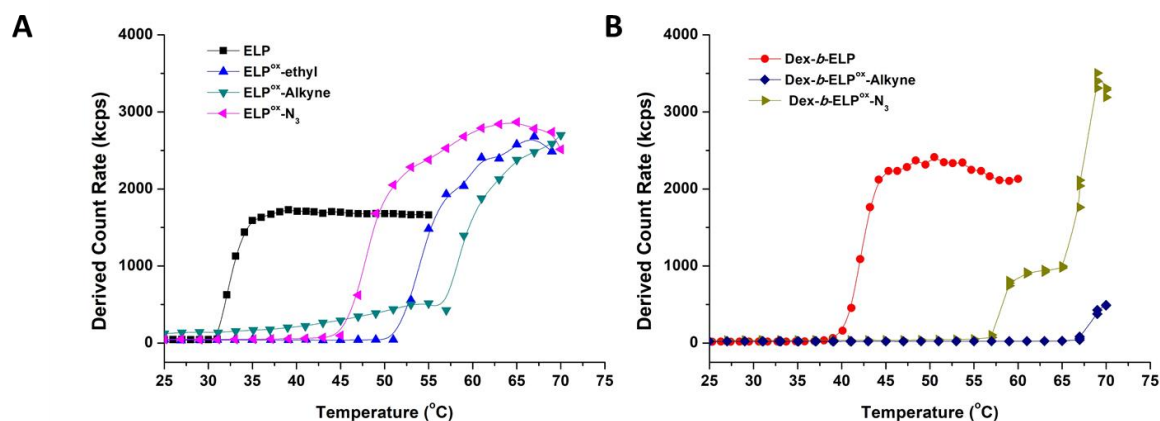 A
4000
3000
2000
1000
0
Derived Count Rate (kcps)
ELP
ELPᵒˣ-ethyl
ELPᵒˣ-Alkyne
ELPᵒˣ-N₃
25 30 35 40 45 50 55 60 65 70 75
Temperature (°C)
B
4000
3000
2000
1000
0
Derived Count Rate (kcps)
Dex-b-ELP
Dex-b-ELPᵒˣ-Alkyne
Dex-b-ELPᵒˣ-N₃
25 30 35 40 45 50 55 60 65 70 75
Temperature (°C)